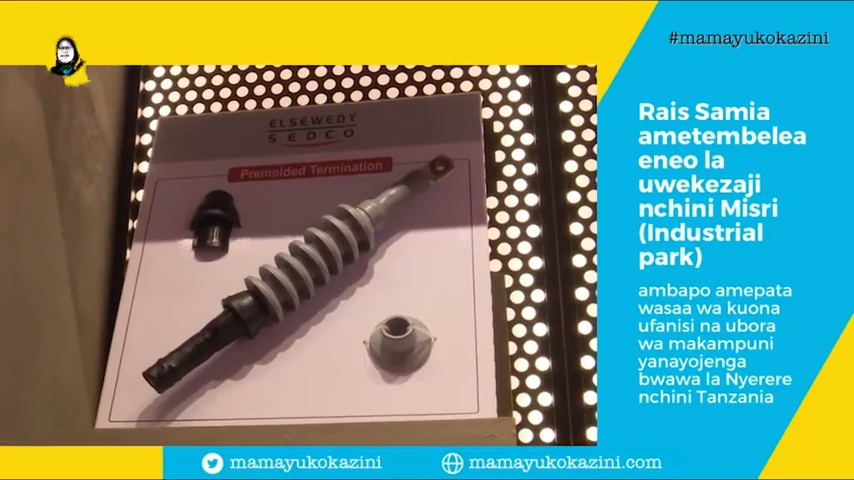 #mamayukokazini
ELSEWEDY
SEDCO
Premolded Termination
Rais Samia
ametembelea
eneo la
uwekezaji
nchini Misri
(Industrial
park)
ambapo amepata
wasaa wa kuona
ufanisi na ubora
wa makampuni
yanayojenga
bwawa la Nyerere
nchini Tanzania
mamayukokazini
mamayukokazini.com